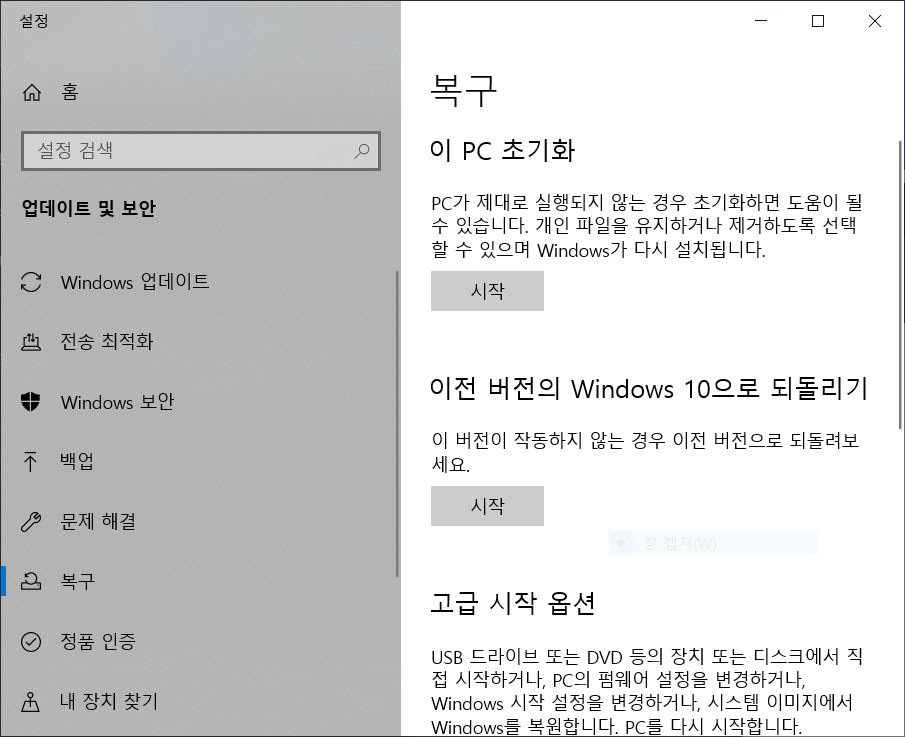 설정
홈
설정 검색
업데이트 및 보안
Windows 업데이트
전송 최적화
Windows 보안
백업
문제 해결
복구
정품 인증
내 장치 찾기
복구
이 PC 초기화
PC가 제대로 실행되지 않는 경우 초기화하면 도움이 될
수 있습니다. 개인 파일을 유지하거나 제거하도록 선택
할 수 있으며 Windows가 다시 설치됩니다.
시작
이전 버전의 Windows 10으로 되돌리기
이 버전이 작동하지 않는 경우 이전 버전으로 되돌려보
세요.
시작
창 캡처(W)
고급 시작 옵션
USB 드라이브 또는 DVD 등의 장치 또는 디스크에서 직
접 시작하거나, PC의 펌웨어 설정을 변경하거나,
Windows 시작 설정을 변경하거나, 시스템 이미지에서
Windows를 복원합니다. PC를 다시 시작합니다.